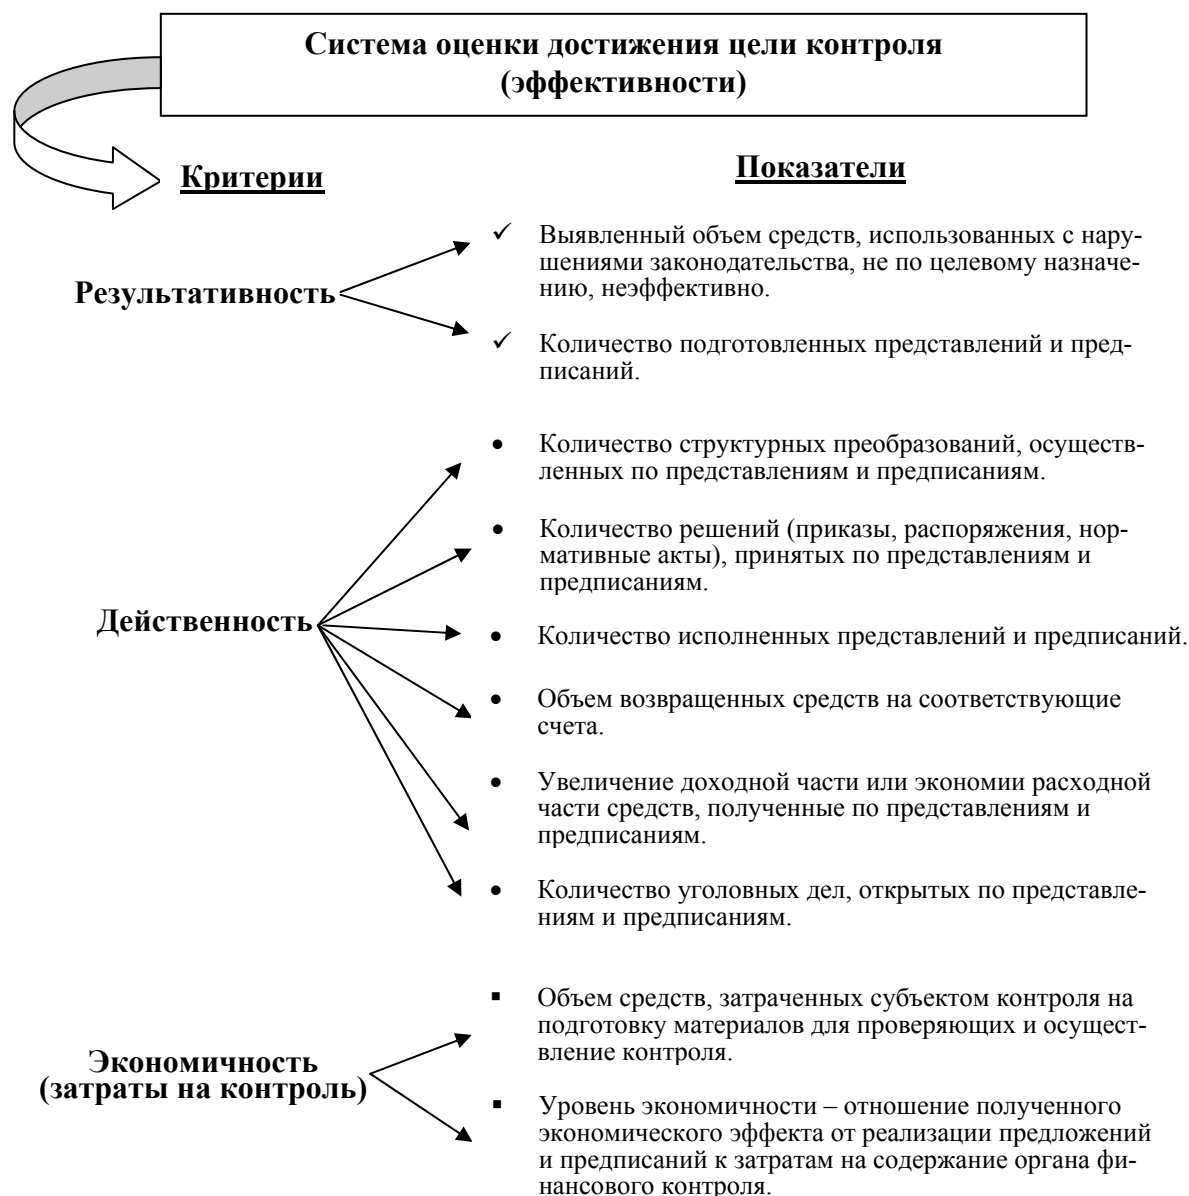 Система оценки достижения цели контроля
(эффективности)
Критерии
Показатели
Результативность
✓ Выявленный объем средств, использованных с нару-
шениями законодательства, не по целевому назначе-
нию, неэффективно.
✓ Количество подготовленных представлений и пред-
писаний.
Действенность
• Количество структурных преобразований, осуществ-
ленных по представлениям и предписаниям.
• Количество решений (приказы, распоряжения, нор-
мативные акты), принятых по представлениям и
предписаниям.
• Количество исполненных представлений и предписаний.
• Объем возвращенных средств на соответствующие
счета.
• Увеличение доходной части или экономии расходной
части средств, полученные по представлениям и
предписаниям.
• Количество уголовных дел, открытых по представле-
ниям и предписаниям.
Экономичность
(затраты на контроль)
▪ Объем средств, затраченных субъектом контроля на
подготовку материалов для проверяющих и осущест-
вление контроля.
▪ Уровень экономичности – отношение полученного
экономического эффекта от реализации предложений
и предписаний к затратам на содержание органа фи-
нансового контроля.